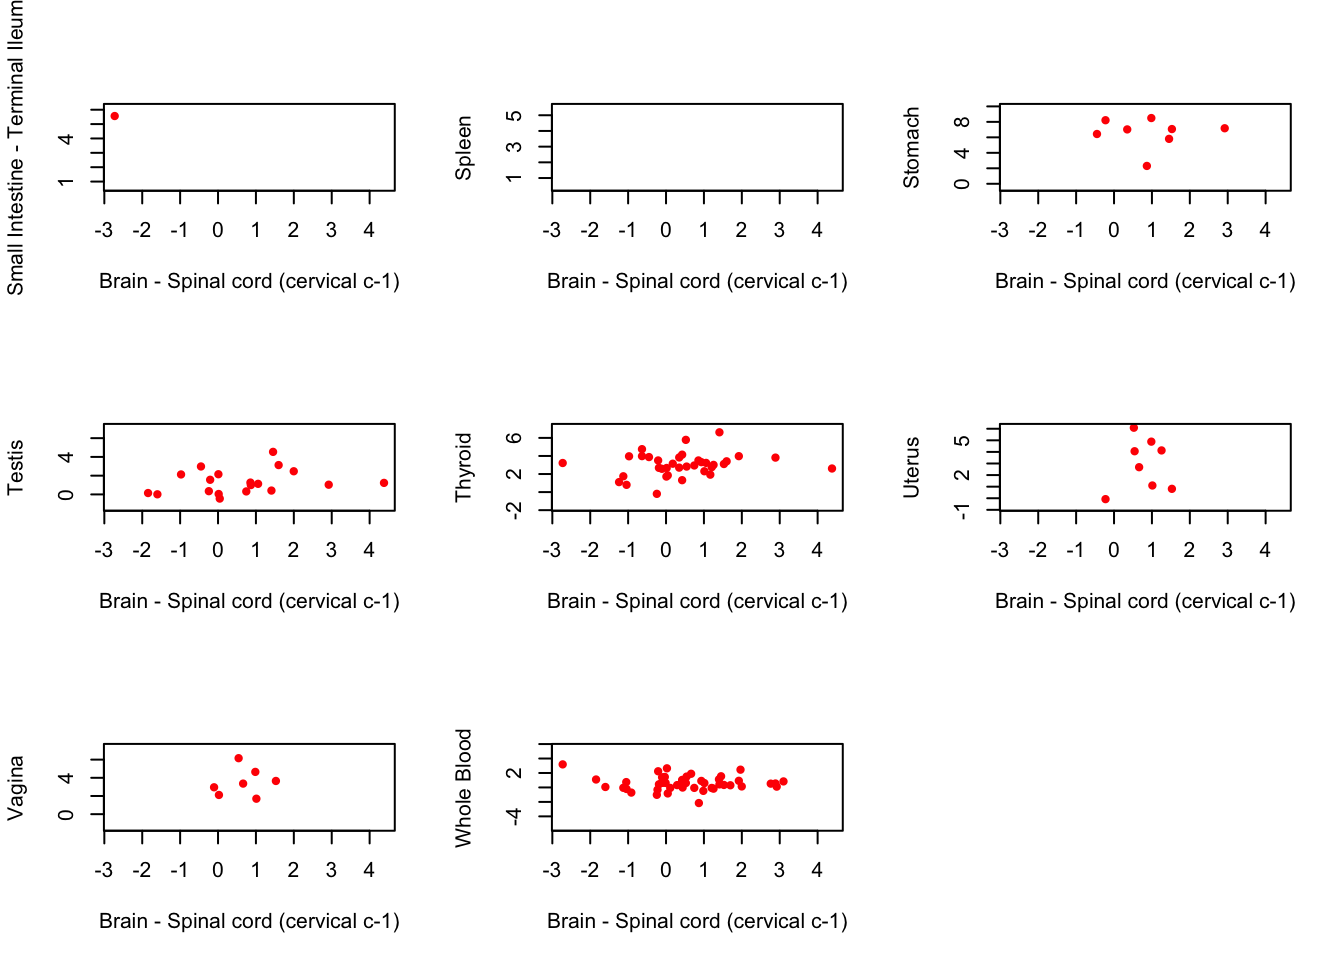 Small Intestine - Terminal Ileum
1 4
-3 -2 -1 0 1 2 3 4
Brain - Spinal cord (cervical c-1)
Spleen
1 3 5
-3 -2 -1 0 1 2 3 4
Brain - Spinal cord (cervical c-1)
Stomach
0 4 8
-3 -2 -1 0 1 2 3 4
Brain - Spinal cord (cervical c-1)
Testis
0 4
-3 -2 -1 0 1 2 3 4
Brain - Spinal cord (cervical c-1)
Thyroid
-2 2 6
-3 -2 -1 0 1 2 3 4
Brain - Spinal cord (cervical c-1)
Uterus
-1 2 5
-3 -2 -1 0 1 2 3 4
Brain - Spinal cord (cervical c-1)
Vagina
0 4
-3 -2 -1 0 1 2 3 4
Brain - Spinal cord (cervical c-1)
Whole Blood
-4 2
-3 -2 -1 0 1 2 3 4
Brain - Spinal cord (cervical c-1)